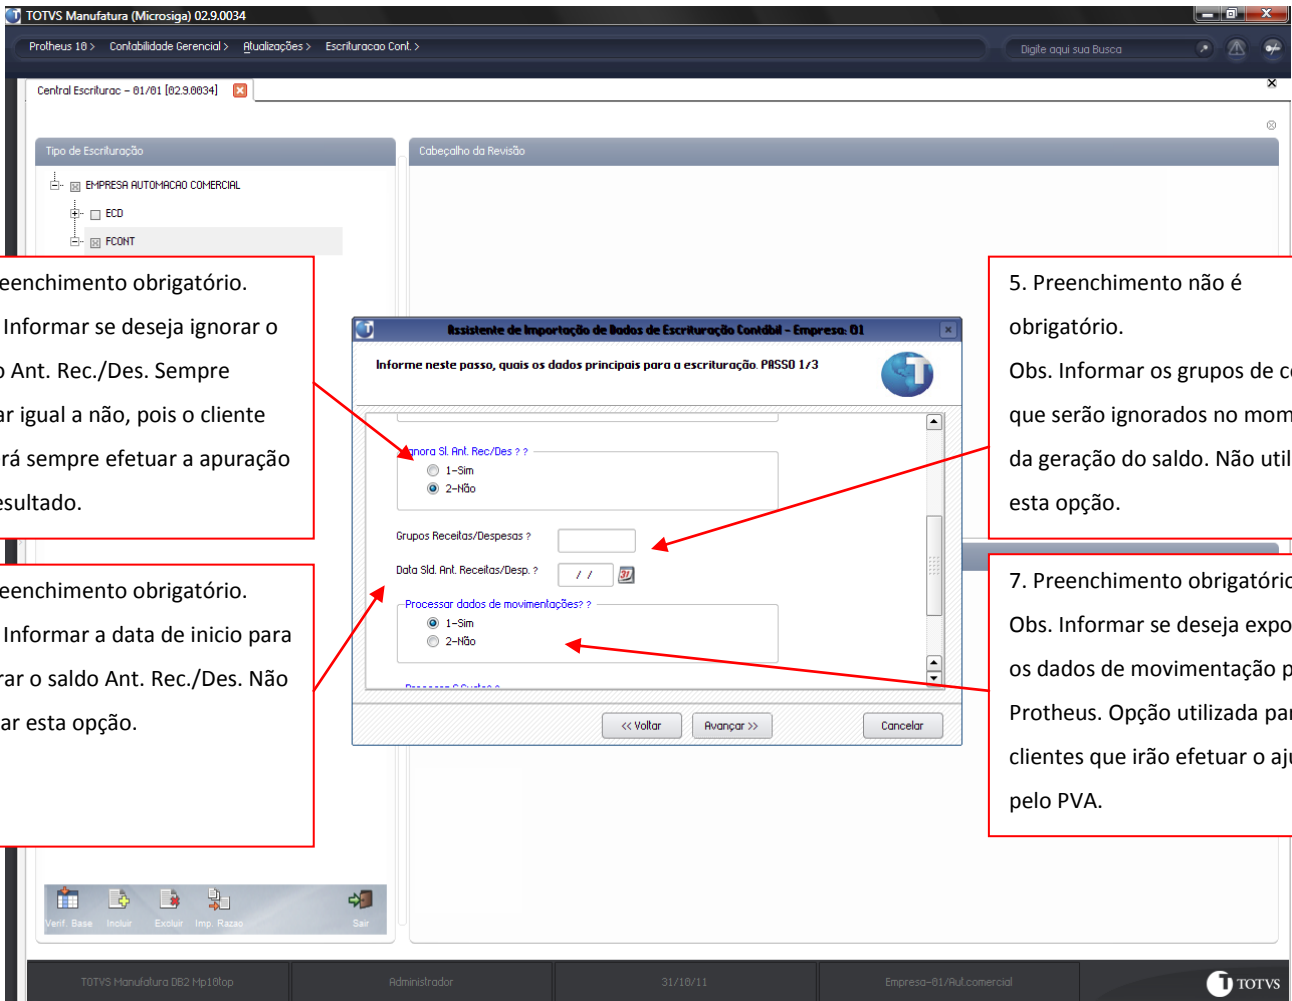 TOTVS Manufatura (Microsiga) 02.9.0034
Protheus 10 > Contabilidade Gerencial > Atualizações > Escrituracao Cont. >
Digite aqui sua Busca
Central Escriturac - 01/01 [02.9.0034]
Tipo de Escrituração
Cabeçalho da Revisão
EMPRESA AUTOMACAO COMERCIAL
ECD
FCONT
eenchimento obrigatório.
Informar se deseja ignorar o
o Ant. Rec./Des. Sempre
ar igual a não, pois o cliente
erá sempre efetuar a apuração
esultado.
eenchimento obrigatório.
Informar a data de inicio para
rar o saldo Ant. Rec./Des. Não
ar esta opção.
Assistente de Importação de Dados de Escrituração Contábil - Empresa: 01
Informe neste passo, quais os dados principais para a escrituração. PASSO 1/3
gnora Sl. Ant. Rec/Des ? ?
1-Sim
2-Não
Grupos Receitas/Despesas ?
Data Sld. Ant. Receitas/Desp. ?
/ /
31
Processar dados de movimentações? ?
1-Sim
2-Não
<< Voltar
Avançar >>
Cancelar
5. Preenchimento não é
obrigatório.
Obs. Informar os grupos de c
que serão ignorados no mom
da geração do saldo. Não util
esta opção.
7. Preenchimento obrigatório
Obs. Informar se deseja expo
os dados de movimentação p
Protheus. Opção utilizada par
clientes que irão efetuar o aju
pelo PVA.
Verif. Base
Incluir
Excluir
Imp. Razao
Sair
TOTVS Manufatura DB2 Mp10top
Administrador
31/10/11
Empresa-01/Aut.comercial
TOTVS